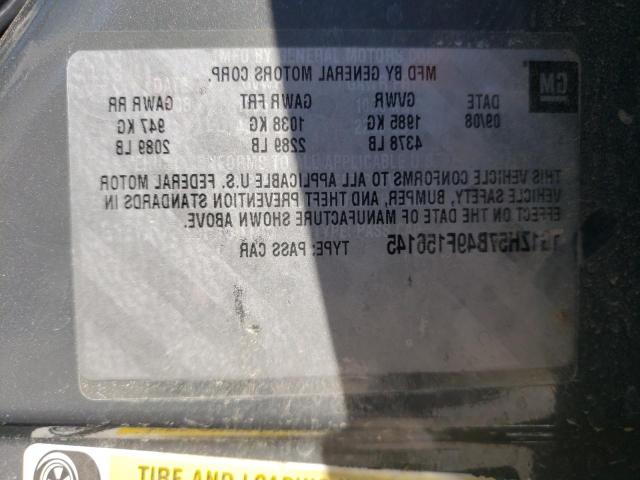 GM
MFD BY GENERAL MOTORS CORP.
DATE GVWR GAWR FRT GAWR RR
09/08 1985 KG 1038 KG 947 KG
4378 LB 2289 LB 2089 LB
THIS VEHICLE CONFORMS TO ALL APPLICABLE U.S. FEDERAL MOTOR
VEHICLE SAFETY, BUMPER, AND THEFT PREVENTION STANDARDS IN
EFFECT ON THE DATE OF MANUFACTURE SHOWN ABOVE.
1G1ZH57B49F156145 TYPE: PASS CAR
TIRE AND LOADING